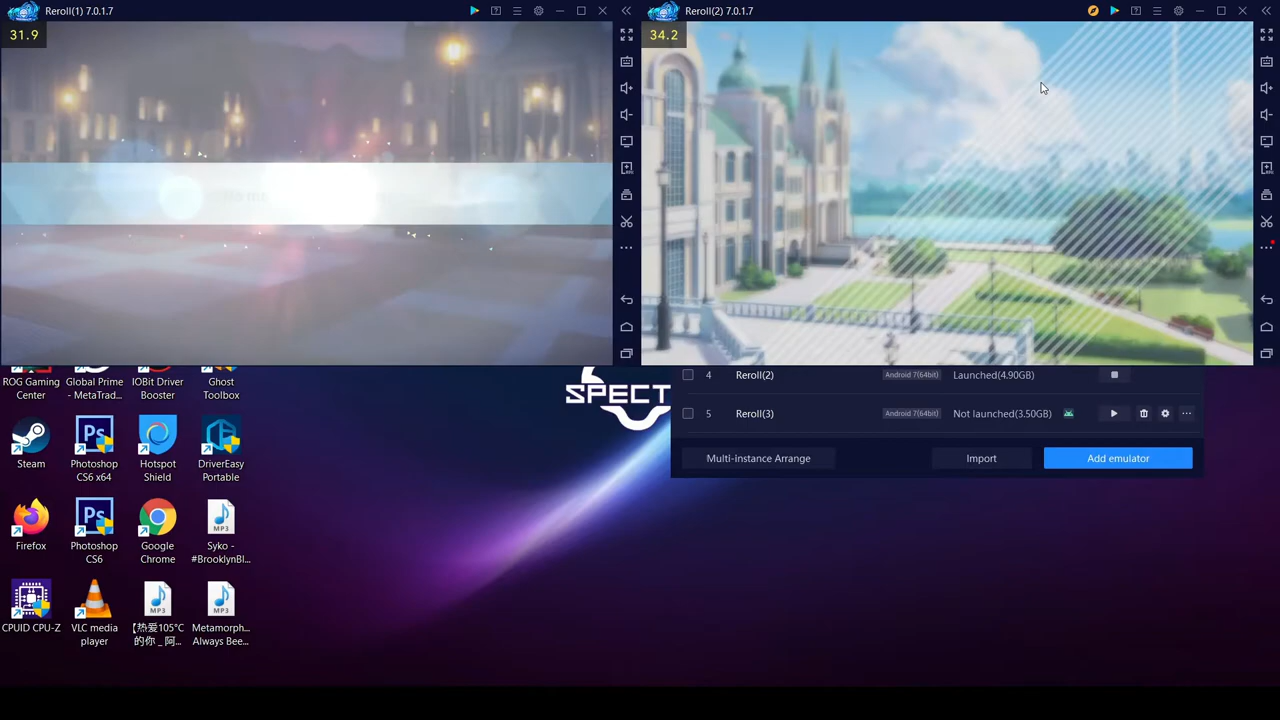 Reroll(1) 7.0.1.7
Reroll(2) 7.0.1.7
31.9
34.2
4 Reroll(2) Android 7(64bit) Launched(4.90GB)
5 Reroll(3) Android 7(64bit) Not launched(3.50GB)
Multi-instance Arrange
Import
Add emulator
SPECT
ROG Gaming
Center
Global Prime
- MetaTrad...
IOBit Driver
Booster
Ghost
Toolbox
Steam
Photoshop
CS6 x64
Hotspot
Shield
DriverEasy
Portable
Firefox
Photoshop
CS6
Google
Chrome
MP3
Syko -
#BrooklynBl...
CPUID CPU-Z
VLC media
player
MP3
【热爱105°C
的你 _ 阿...
MP3
Metamorph...
Always Bee...